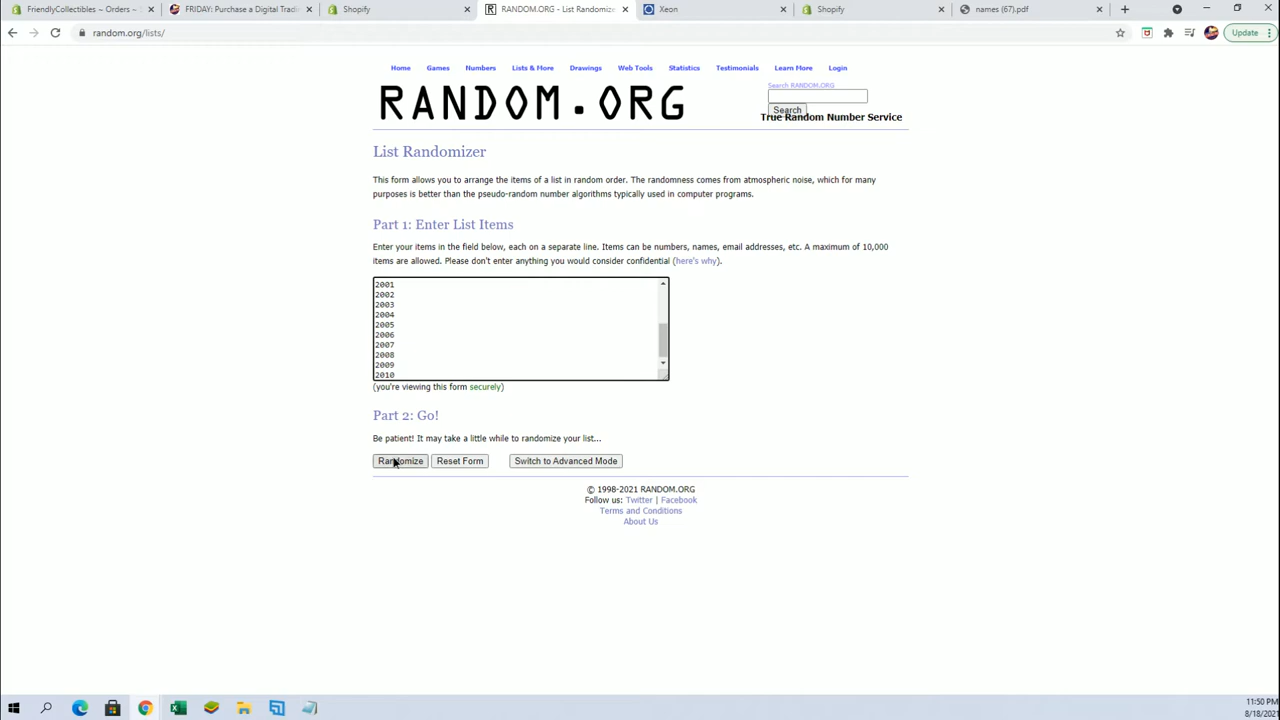 FriendlyCollectibles ~ Orders ~ S
FRIDAY: Purchase a Digital Tradi
Shopify
RANDOM.ORG - List Randomize
Xeon
Shopify
names (67).pdf
random.org/lists/
Update
Home Games Numbers Lists & More Drawings Web Tools Statistics Testimonials Learn More Login
RANDOM.ORG
Search RANDOM.ORG
Search
True Random Number Service
List Randomizer
This form allows you to arrange the items of a list in random order. The randomness comes from atmospheric noise, which for many
purposes is better than the pseudo-random number algorithms typically used in computer programs.
Part 1: Enter List Items
Enter your items in the field below, each on a separate line. Items can be numbers, names, email addresses, etc. A maximum of 10,000
items are allowed. Please don't enter anything you would consider confidential (here's why).
2001
2002
2003
2004
2005
2006
2007
2008
2009
2010
(you're viewing this form securely)
Part 2: Go!
Be patient! It may take a little while to randomize your list...
Randomize Reset Form Switch to Advanced Mode
© 1998-2021 RANDOM.ORG
Follow us: Twitter | Facebook
Terms and Conditions
About Us
11:50 PM
8/18/2021